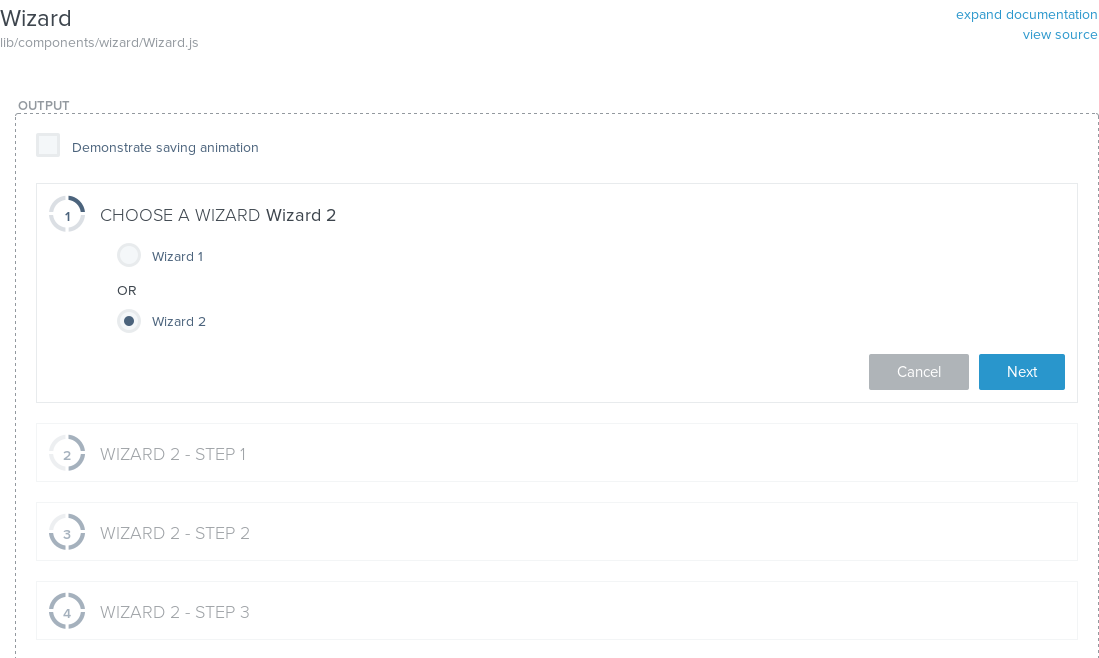 Wizard
expand documentation
lib/components/wizard/Wizard.js
view source
OUTPUT
Demonstrate saving animation
1 CHOOSE A WIZARD Wizard 2
Wizard 1
OR
Wizard 2
Cancel Next
2 WIZARD 2 - STEP 1
3 WIZARD 2 - STEP 2
4 WIZARD 2 - STEP 3